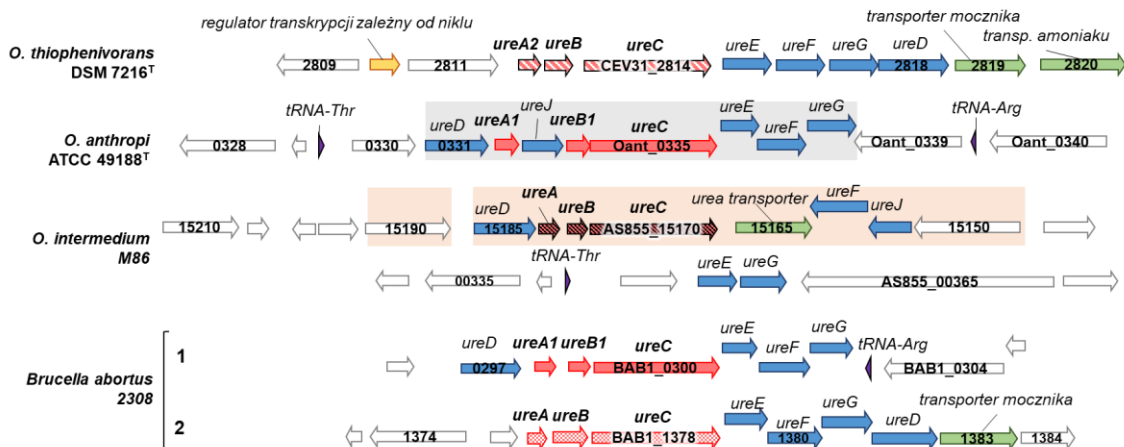 regulator transkrypcji zależny od niklu
transporter mocznika
transp. amoniaku
O. thiophenivorans
DSM 7216ᵀ
ureA2 ureB ureC ureE ureF ureG ureD
2809 2811 CEV31_2814 2818 2819 2820
O. anthropi
ATCC 49188ᵀ
tRNA-Thr ureD ureA1 ureJ ureB1 ureC ureE ureF ureG tRNA-Arg
0328 0330 0331 Oant_0335 Oant_0339 Oant_0340
O. intermedium
M86
ureD ureA ureB ureC urea transporter ureF ureJ
15210 15190 15185 AS855_15170 15165 15150
tRNA-Thr ureE ureG
00335 AS855_00365
Brucella abortus
2308
1
ureD ureA1 ureB1 ureC ureE ureF ureG tRNA-Arg
0297 BAB1_0300 BAB1_0304
2
ureA ureB ureC ureE ureF ureG ureD transporter mocznika
1374 BAB1_1378 1380 1383 1384